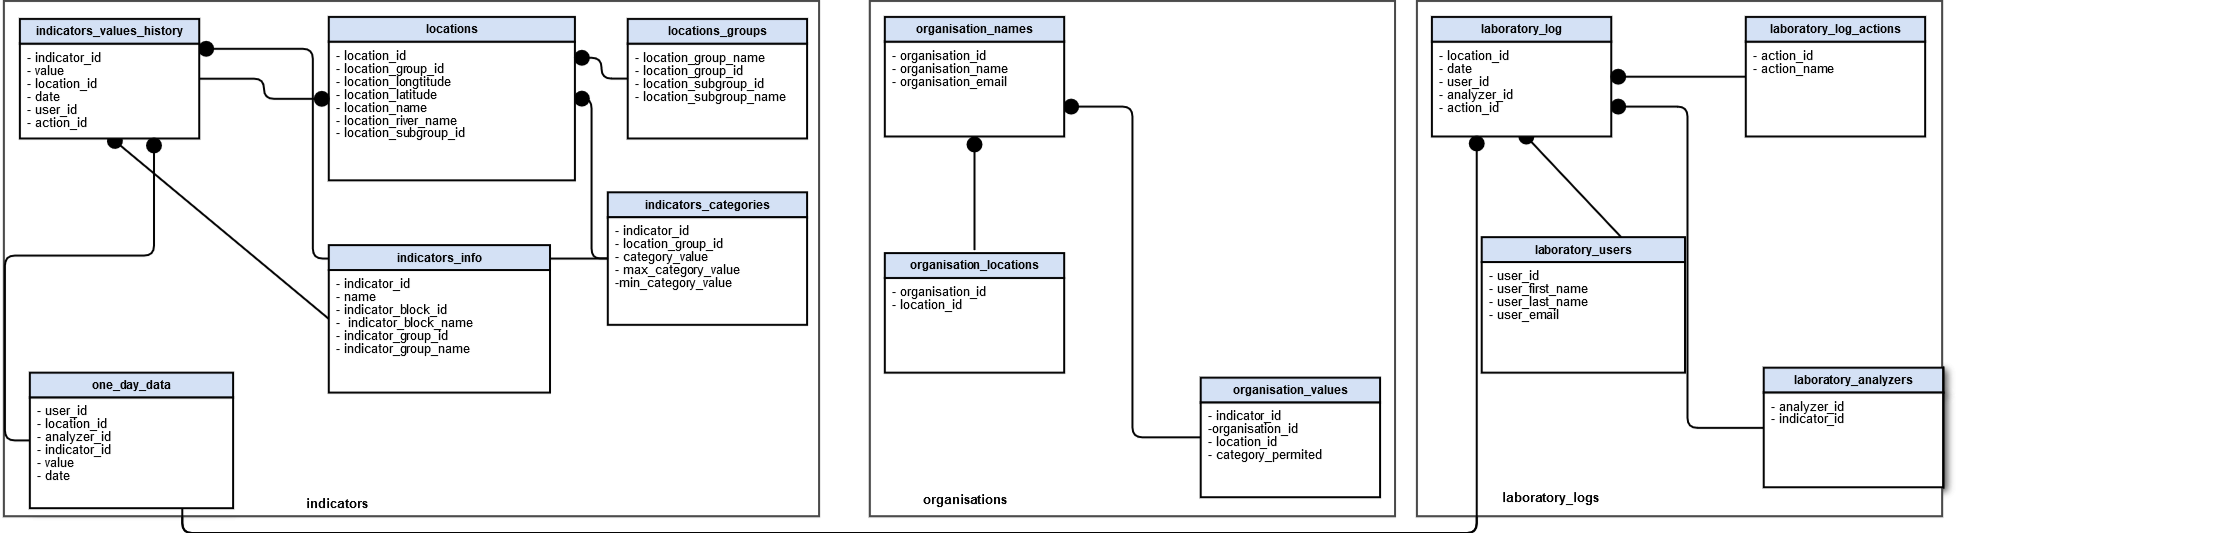 indicators_values_history
- indicator_id
- value
- location_id
- date
- user_id
- action_id
locations
- location_id
- location_group_id
- location_longtitude
- location_latitude
- location_name
- location_river_name
- location_subgroup_id
locations_groups
- location_group_name
- location_group_id
- location_subgroup_id
- location_subgroup_name
indicators_categories
- indicator_id
- location_group_id
- category_value
- max_category_value
-min_category_value
indicators_info
- indicator_id
- name
- indicator_block_id
- indicator_block_name
- indicator_group_id
- indicator_group_name
one_day_data
- user_id
- location_id
- analyzer_id
- indicator_id
- value
- date
indicators
organisation_names
- organisation_id
- organisation_name
- organisation_email
organisation_locations
- organisation_id
- location_id
organisation_values
- indicator_id
-organisation_id
- location_id
- category_permited
organisations
laboratory_log
- location_id
- date
- user_id
- analyzer_id
- action_id
laboratory_log_actions
- action_id
- action_name
laboratory_users
- user_id
- user_first_name
- user_last_name
- user_email
laboratory_analyzers
- analyzer_id
- indicator_id
laboratory_logs